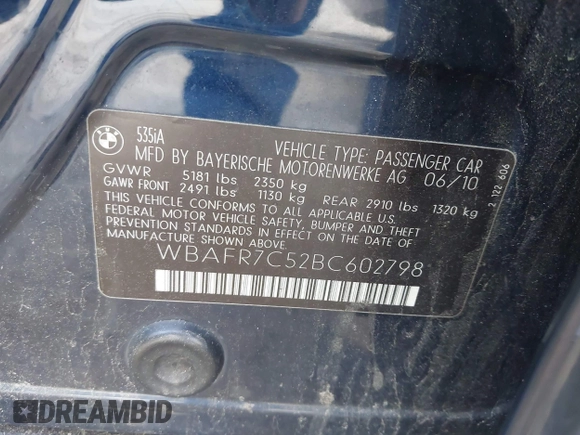 BMW
535iA
VEHICLE TYPE: PASSENGER CAR
MFD BY BAYERISCHE MOTORENWERKE AG 06/10
GVWR 5181 lbs 2350 kg
GAWR FRONT 2491 lbs 1130 kg REAR 2910 lbs 1320 kg
THIS VEHICLE CONFORMS TO ALL APPLICABLE U.S.
FEDERAL MOTOR VEHICLE SAFETY, BUMPER AND THEFT
PREVENTION STANDARDS IN EFFECT ON THE DATE OF
MANUFACTURE SHOWN ABOVE.
WBAFR7C52BC602798
2 122 606
DREAMBID